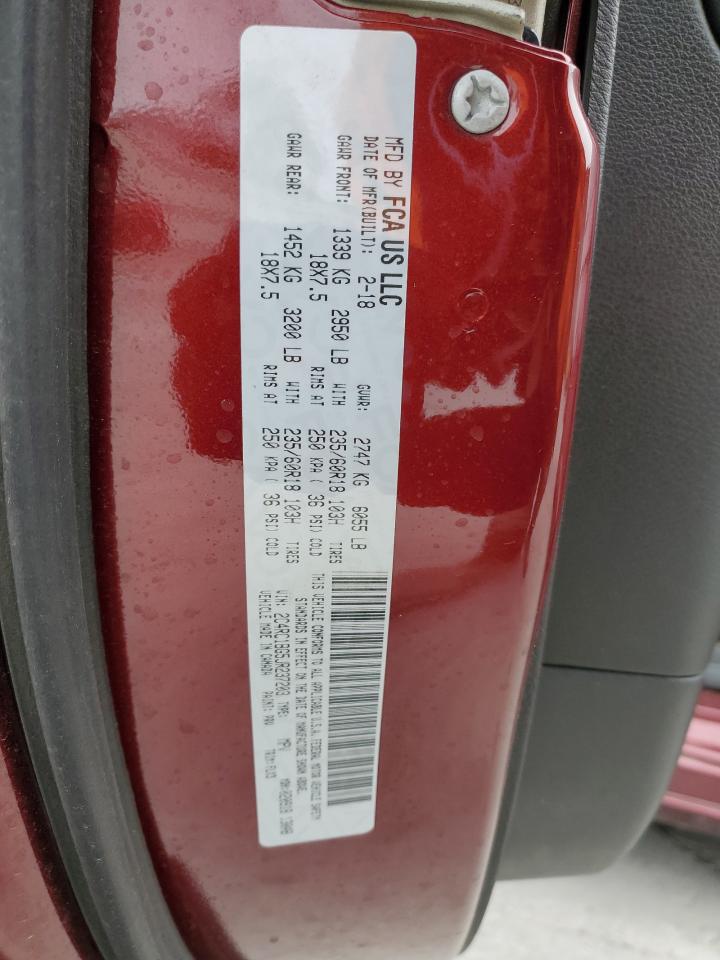 MFD BY FCA US LLC
DATE OF MFR(BUILT): 2-18 GVWR: 2747 KG 6055 LB
GAWR FRONT: 1339 KG 2950 LB WITH 235/60R18 103H TIRES
18X7.5 RIMS AT 250 KPA ( 36 PSI) COLD
GAWR REAR: 1452 KG 3200 LB WITH 235/60R18 103H TIRES
18X7.5 RIMS AT 250 KPA ( 36 PSI) COLD
THIS VEHICLE CONFORMS TO ALL APPLICABLE U.S.A. FEDERAL MOTOR VEHICLE SAFETY
STANDARDS IN EFFECT ON THE DATE OF MANUFACTURE SHOWN ABOVE.
VIN: 2C4RC1BG5JR237203 TYPE: MPV
VEHICLE MADE IN CANADA PAINT: PRV